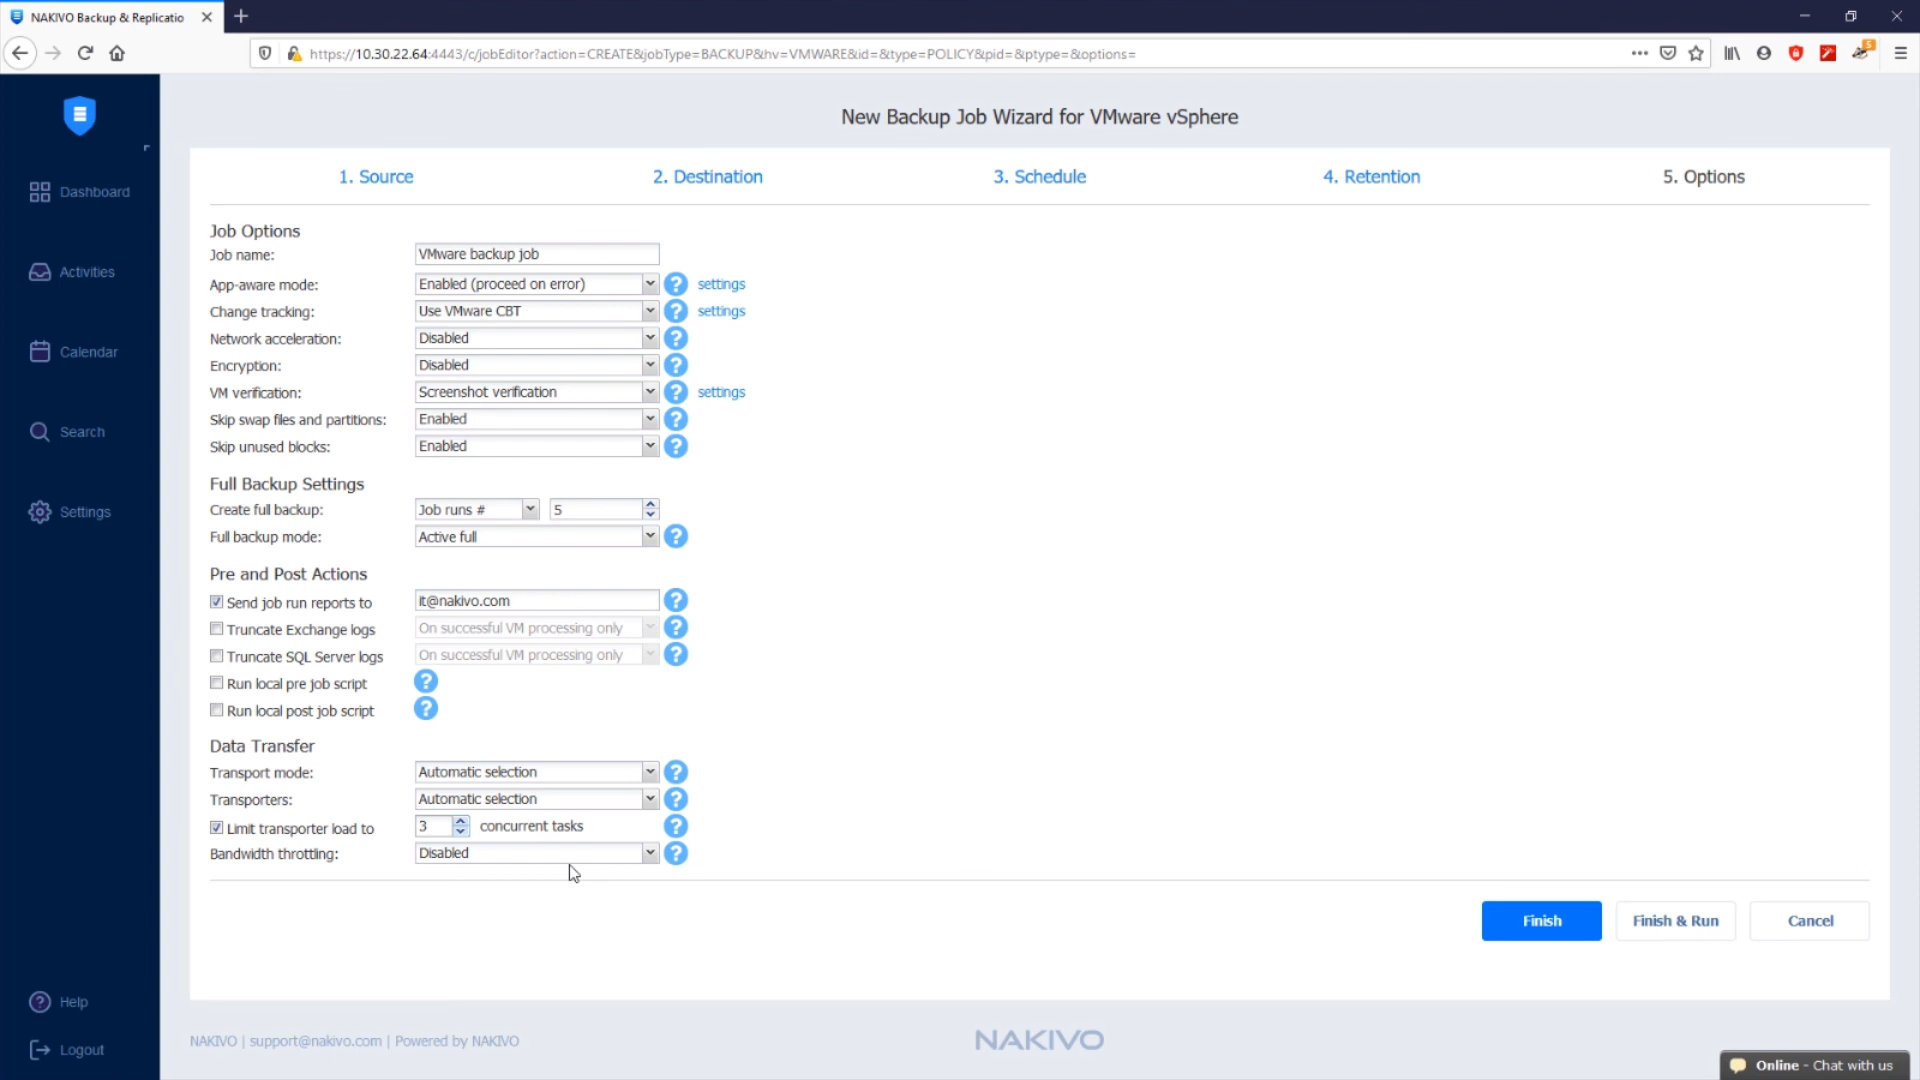 NAKIVO Backup & Replicatio
https://10.30.22.64:4443/c/jobEditor?action=CREATE&jobType=BACKUP&hv=VMWARE&id=&type=POLICY&pid=&ptype=&options=
5
New Backup Job Wizard for VMware vSphere
Dashboard
Activities
Calendar
Search
Settings
Help
Logout
1. Source
2. Destination
3. Schedule
4. Retention
5. Options
Job Options
Job name: VMware backup job
App-aware mode: Enabled (proceed on error) ? settings
Change tracking: Use VMware CBT ? settings
Network acceleration: Disabled ?
Encryption: Disabled ?
VM verification: Screenshot verification ? settings
Skip swap files and partitions: Enabled ?
Skip unused blocks: Enabled ?
Full Backup Settings
Create full backup: Job runs # 5
Full backup mode: Active full ?
Pre and Post Actions
Send job run reports to it@nakivo.com ?
Truncate Exchange logs On successful VM processing only ?
Truncate SQL Server logs On successful VM processing only ?
Run local pre job script ?
Run local post job script ?
Data Transfer
Transport mode: Automatic selection ?
Transporters: Automatic selection ?
Limit transporter load to 3 concurrent tasks ?
Bandwidth throttling: Disabled ?
Finish
Finish & Run
Cancel
NAKIVO | support@nakivo.com | Powered by NAKIVO
NAKIVO
Online - Chat with us